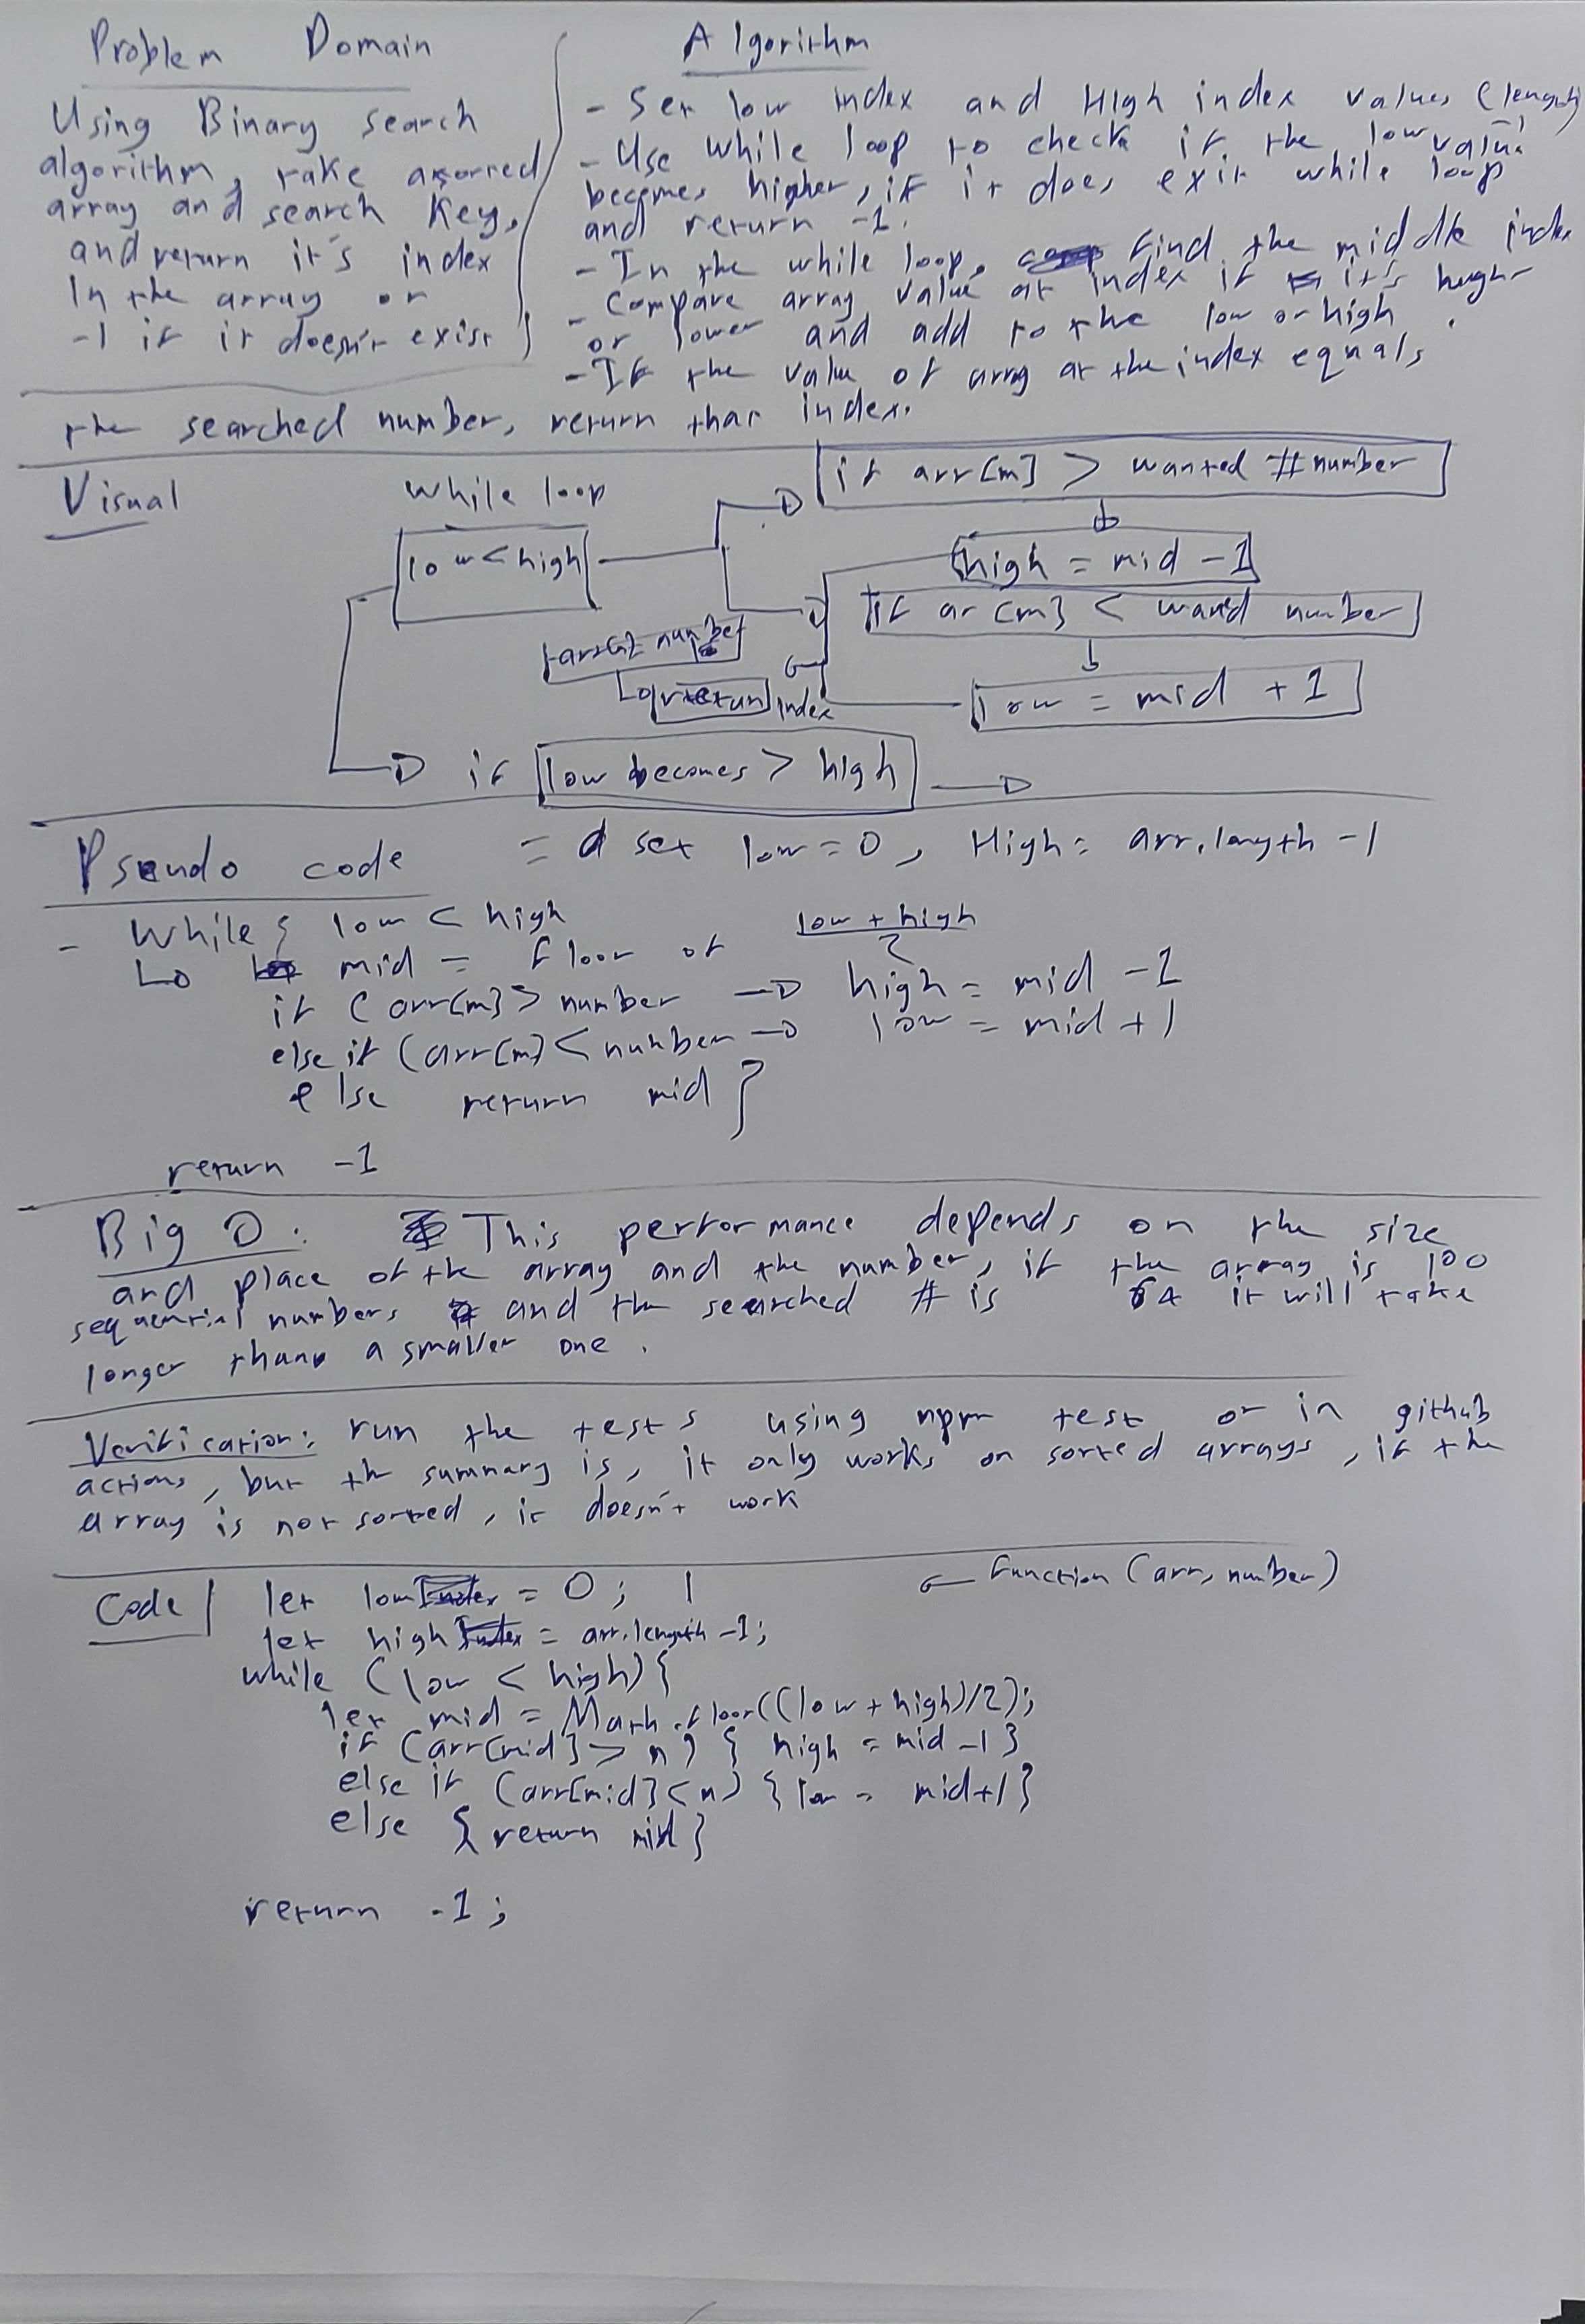 Problem Domain
Using Binary search
algorithm, take a sorted
array and search key,
and return it's index
in the array or
-1 if it doesn't exist
Algorithm
- Set low index and High index values (length)
-1
- Use while loop to check if the low value
becomes higher, if it does exit while loop
and return -1.
- In the while loop, find the middle index
- Compare array value at index if it's higher
or lower and add to the low or high.
- If the value of array at the index equals
the searched number, return that index.
Visual
while loop
low < high
if arr[m] > wanted # number
high = mid - 1
if ar[m] < number
low = mid + 1
number
return index
if low becomes > high
Pseudo code
= set low = 0, High = arr.length - 1
- While { low < high
mid = floor of low + high / 2
if (arr[m] > number → high = mid - 1
else if (arr[m] < number → low = mid + 1
else return mid }
return -1
Big O: This performance depends on the size
and place of the array and the number, if the array is 100
sequential numbers and the searched # is 64 it will take
longer than a smaller one.
Verification: run the tests using npm test or in github
actions, but the summary is, it only works on sorted arrays, if the
array is not sorted, it doesn't work
Code
← Function (arr, number)
let low = 0;
let high = arr.length - 1;
while (low < high) {
let mid = Math.floor((low + high)/2);
if (arr[mid] > n) { high = mid - 1 }
else if (arr[mid] < n) { low = mid + 1 }
else { return mid }
return -1;